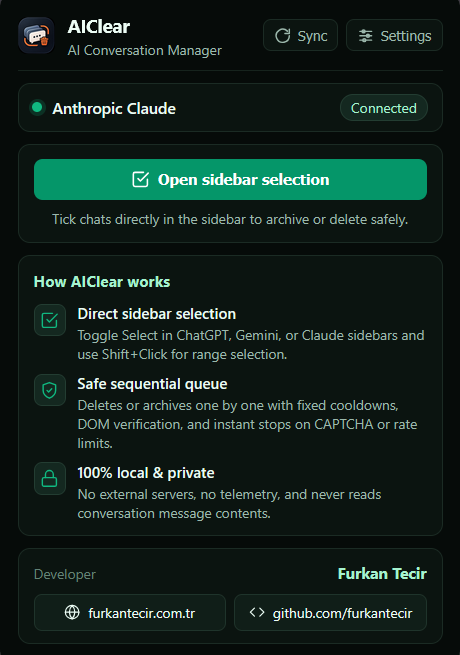 AIClear
AI Conversation Manager
Sync
Settings
Anthropic Claude
Connected
Open sidebar selection
Tick chats directly in the sidebar to archive or delete safely.
How AIClear works
Direct sidebar selection
Toggle Select in ChatGPT, Gemini, or Claude sidebars and
use Shift+Click for range selection.
Safe sequential queue
Deletes or archives one by one with fixed cooldowns,
DOM verification, and instant stops on CAPTCHA or rate
limits.
100% local & private
No external servers, no telemetry, and never reads
conversation message contents.
Developer
Furkan Tecir
furkantecir.com.tr
github.com/furkantecir